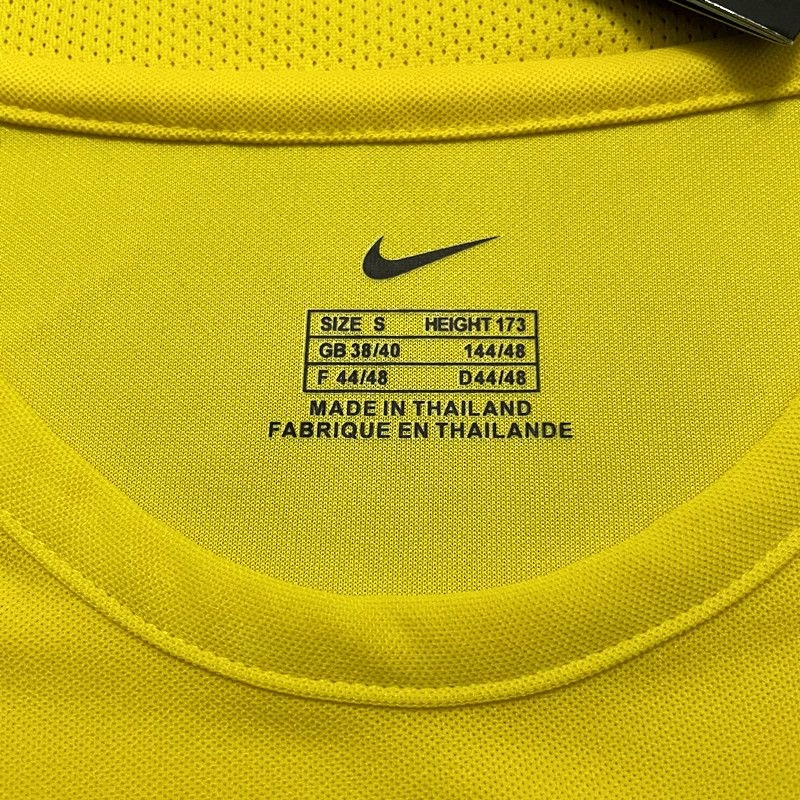 SIZE S HEIGHT 173
GB 38/40 144/48
F 44/48 D44/48
MADE IN THAILAND
FABRIQUE EN THAILANDE